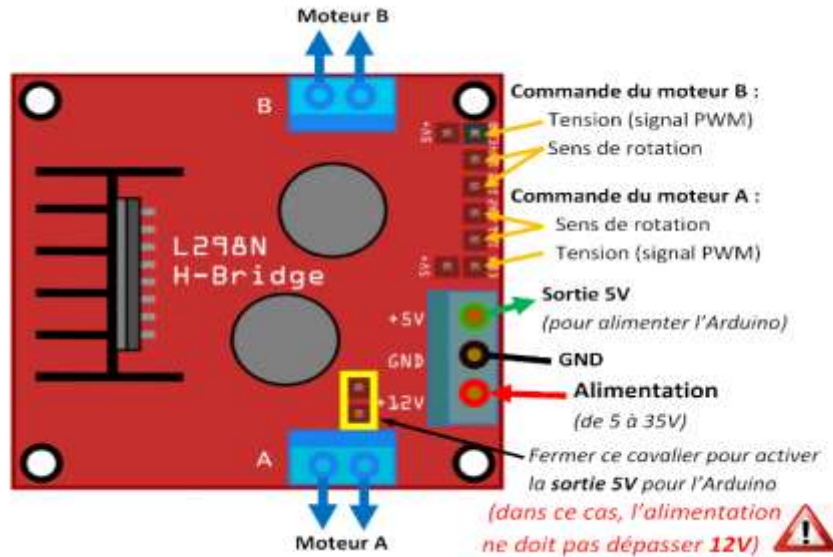 Moteur B
B
Commande du moteur B :
Tension (signal PWM)
Sens de rotation
5V+
Commande du moteur A :
Sens de rotation
Tension (signal PWM)
5V+
L298N
H-Bridge
+5V
Sortie 5V
(pour alimenter l'Arduino)
GND
GND
+12V
Alimentation
(de 5 à 35V)
A
Fermer ce cavalier pour activer
la sortie 5V pour l'Arduino
(dans ce cas, l'alimentation
ne doit pas dépasser 12V)
!
Moteur A